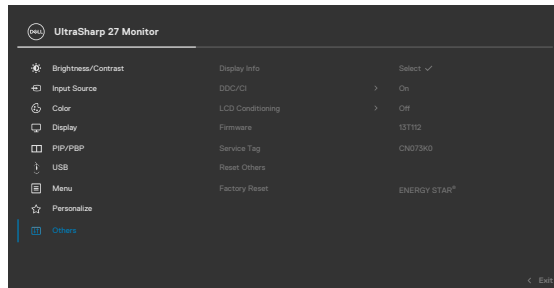 DELL UltraSharp 27 Monitor
Brightness/Contrast Display Info Select ✓
Input Source DDC/CI > On
Color LCD Conditioning > Off
Display Firmware 13T112
PIP/PBP Service Tag CN073K0
USB Reset Others
Menu Factory Reset ENERGY STAR®
Personalize
Others
< Exit